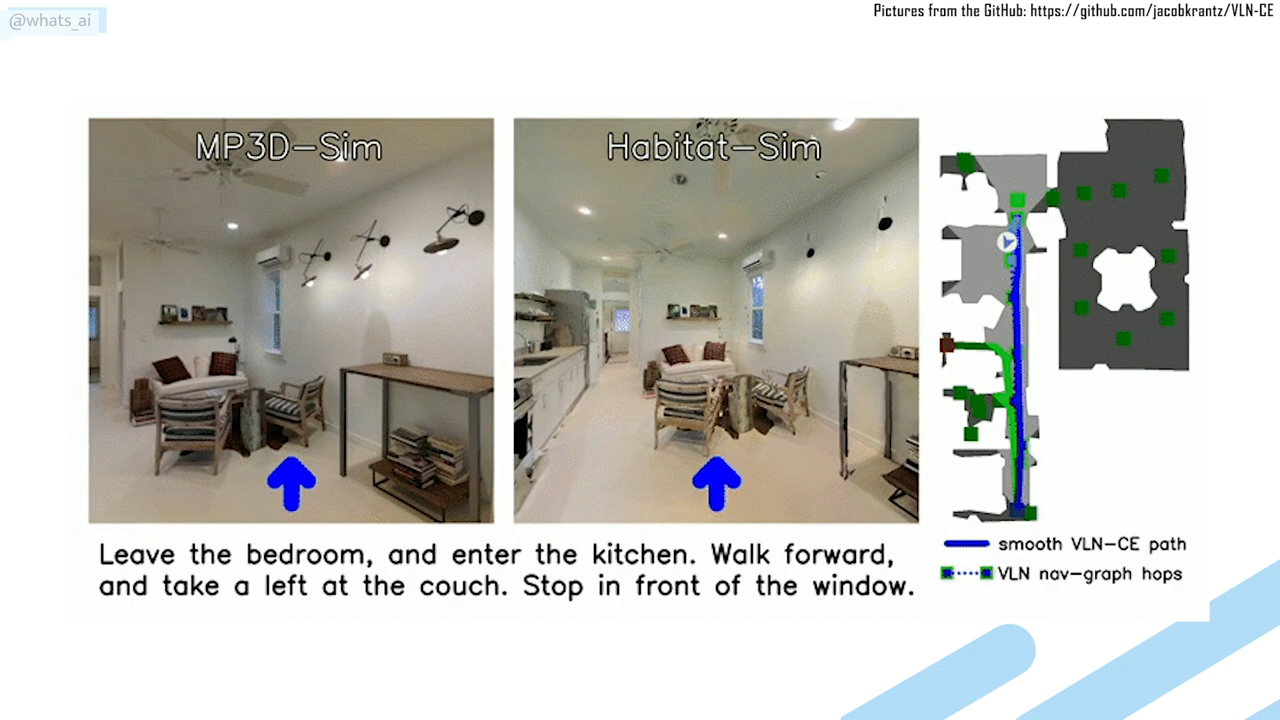 @whats_ai
Pictures from the GitHub: https://github.com/jacobkrantz/VLN-CE
MP3D-Sim
Habitat-Sim
Leave the bedroom, and enter the kitchen. Walk forward,
and take a left at the couch. Stop in front of the window.
smooth VLN-CE path
VLN nav-graph hops